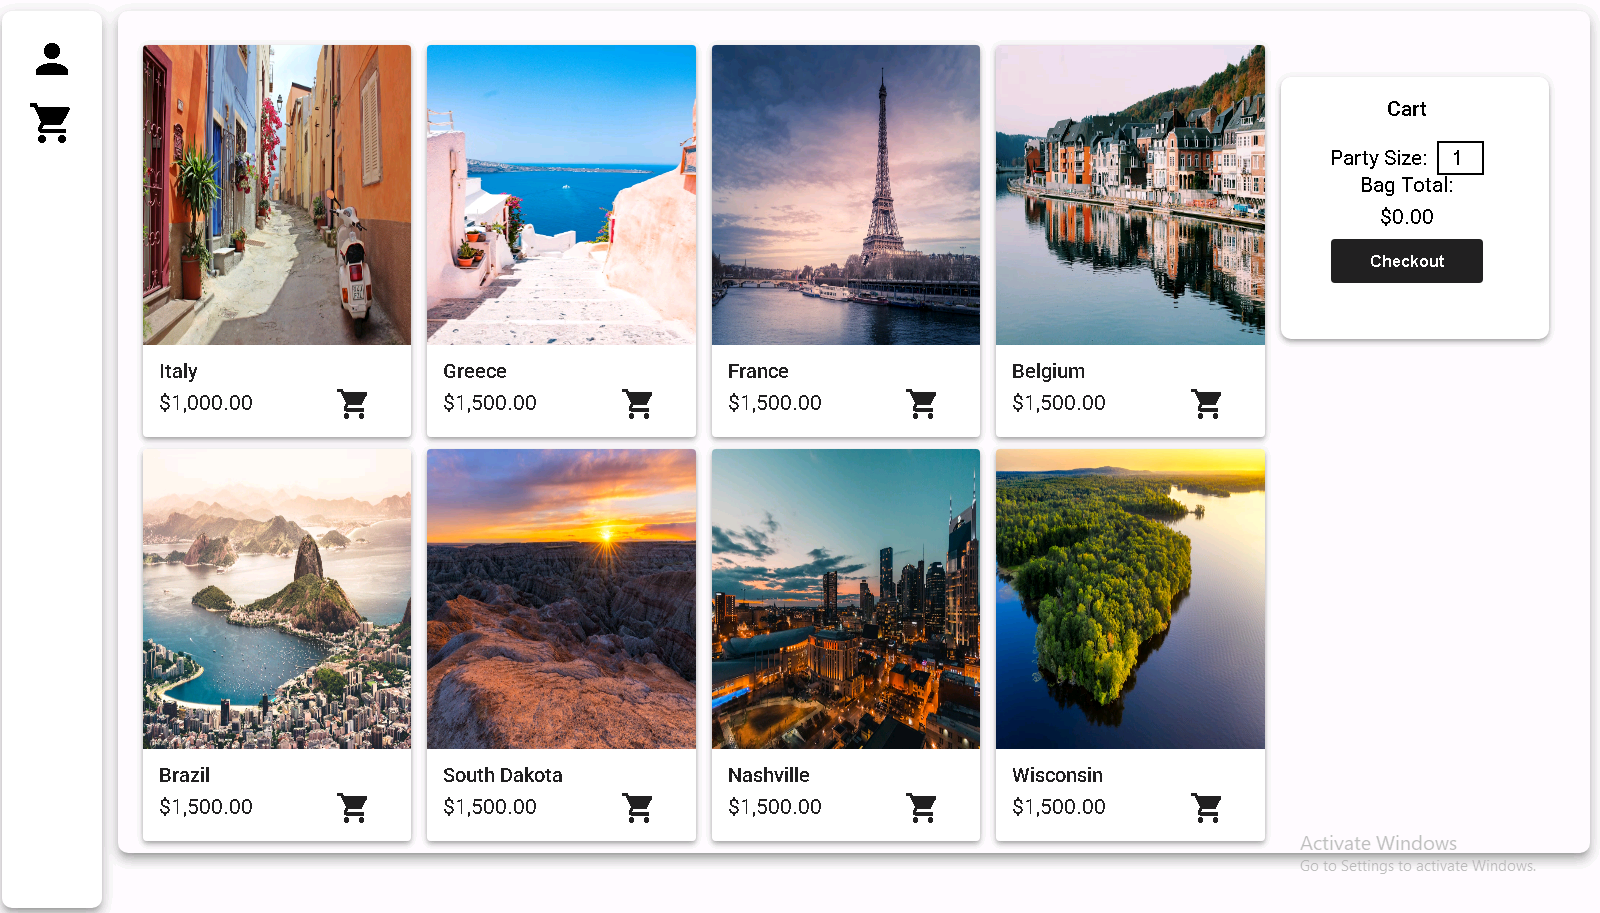 Cart
Party Size: 1
Bag Total:
$0.00
Checkout
Italy
$1,000.00
Greece
$1,500.00
France
$1,500.00
Belgium
$1,500.00
Brazil
$1,500.00
South Dakota
$1,500.00
Nashville
$1,500.00
Wisconsin
$1,500.00
Activate Windows
Go to Settings to activate Windows.